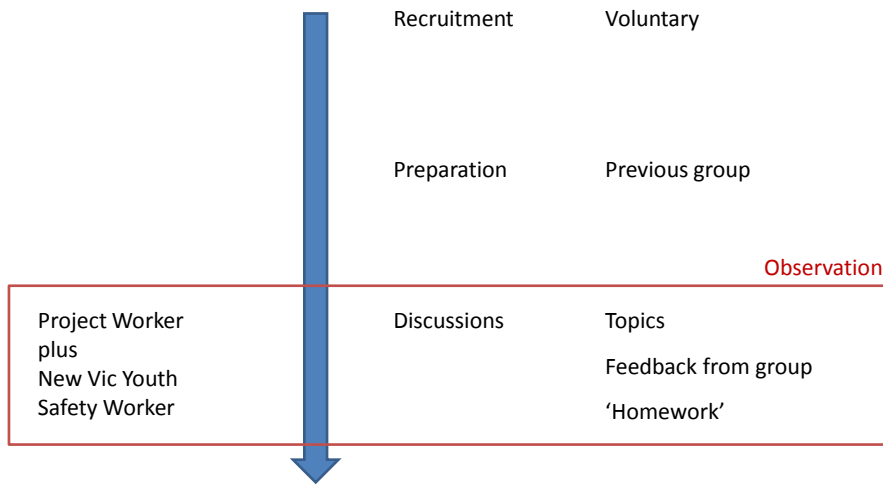 Recruitment Voluntary
Preparation Previous group
Observation
Project Worker
plus
New Vic Youth
Safety Worker
Discussions
Topics
Feedback from group
‘Homework’